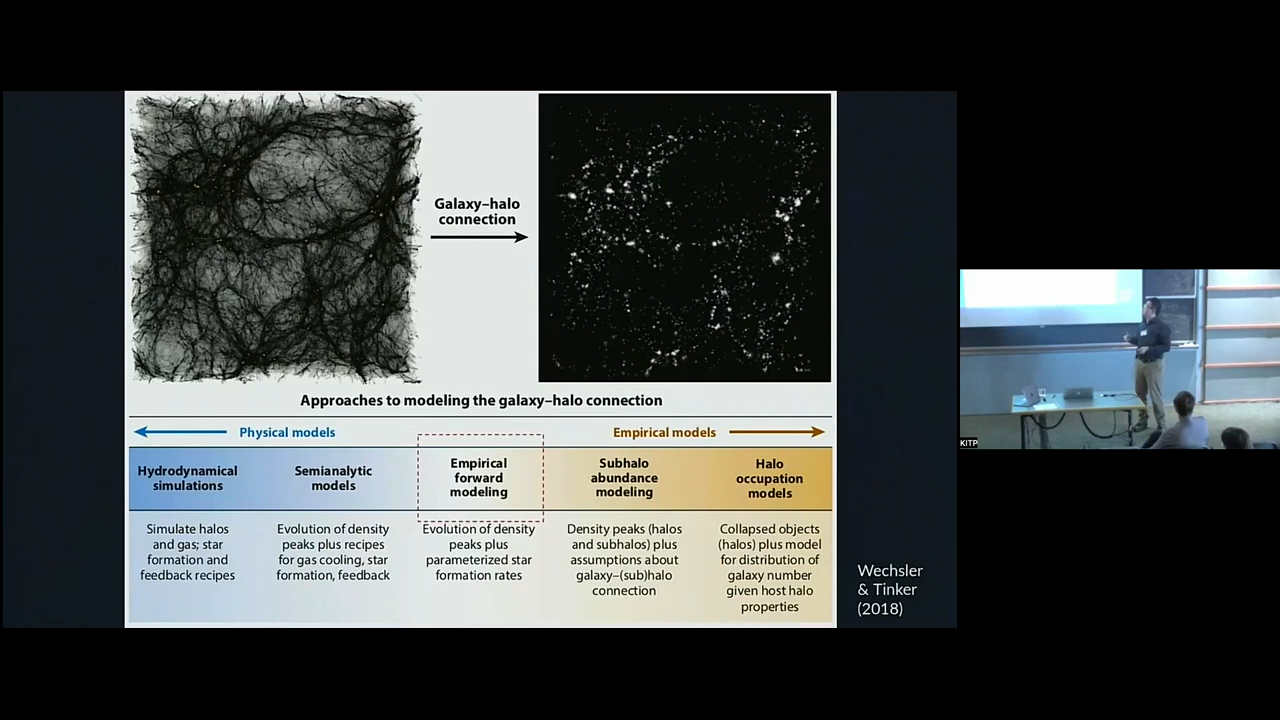 Galaxy–halo
connection
Approaches to modeling the galaxy–halo connection
Physical models
Empirical models
Hydrodynamical
simulations
Semianalytic
models
Empirical
forward
modeling
Subhalo
abundance
modeling
Halo
occupation
models
Simulate halos
and gas; star
formation and
feedback recipes
Evolution of density
peaks plus recipes
for gas cooling, star
formation, feedback
Evolution of density
peaks plus
parameterized star
formation rates
Density peaks (halos
and subhalos) plus
assumptions about
galaxy–(sub)halo
connection
Collapsed objects
(halos) plus model
for distribution of
galaxy number
given host halo
properties
Wechsler
& Tinker
(2018)
KITP